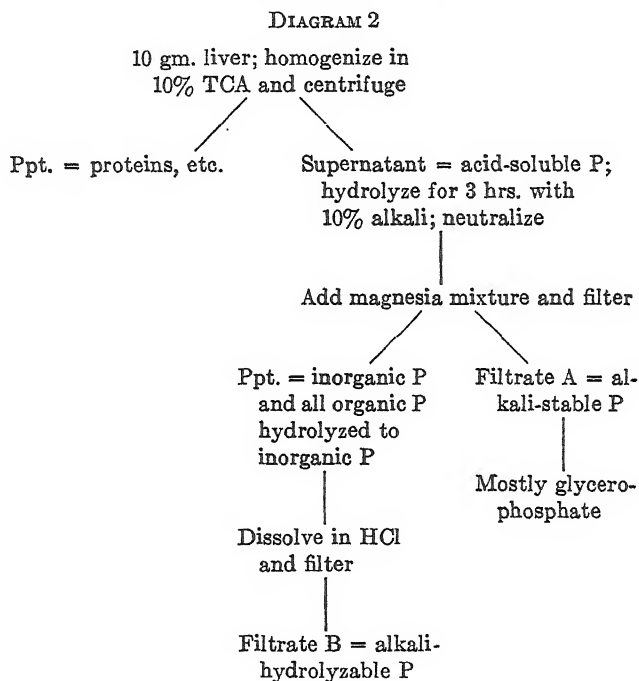 DIAGRAM 2
10 gm. liver; homogenize in
10% TCA and centrifuge
Ppt. = proteins, etc.
Supernatant = acid-soluble P;
hydrolyze for 3 hrs. with
10% alkali; neutralize
Add magnesia mixture and filter
Ppt. = inorganic P
and all organic P
hydrolyzed to
inorganic P
Filtrate A = al-
kali-stable P
Mostly glycero-
phosphate
Dissolve in HCl
and filter
Filtrate B = alkali-
hydrolyzable P